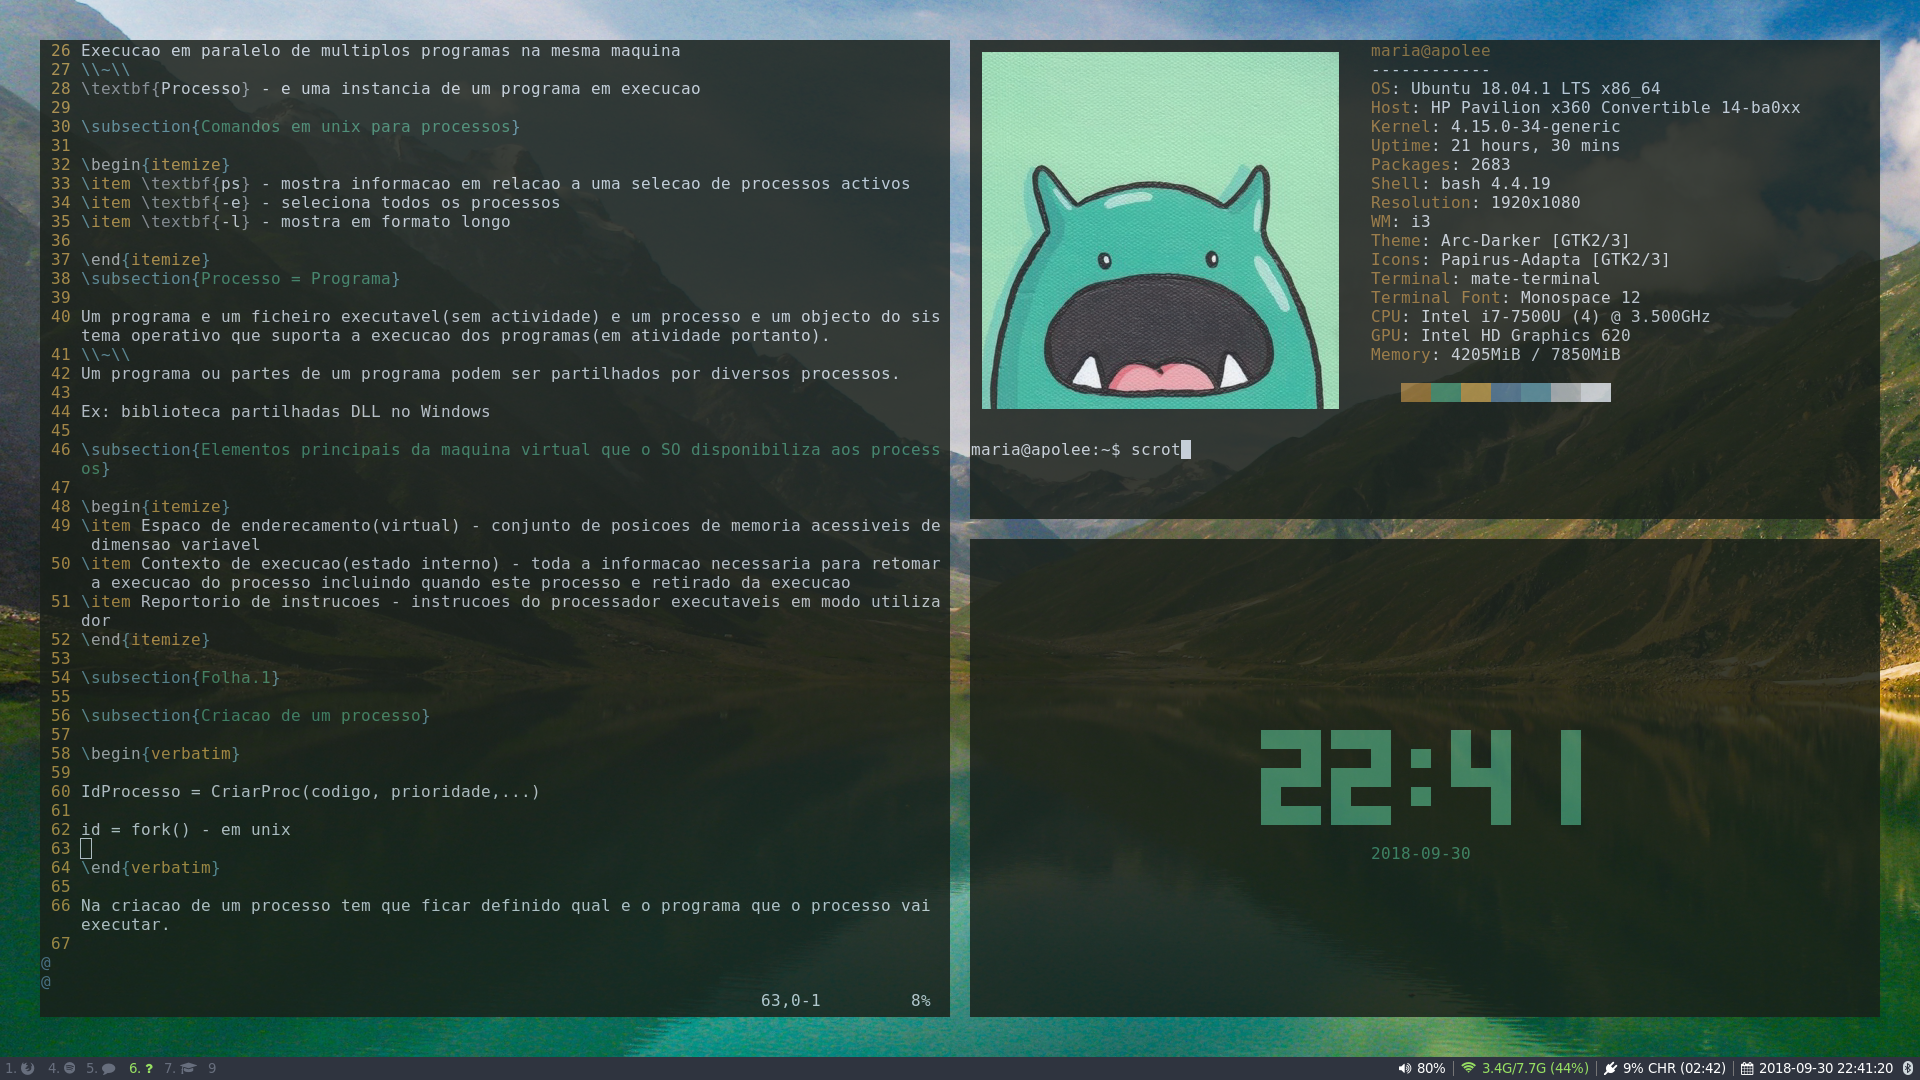 26 Execucao em paralelo de multiplos programas na mesma maquina
27 \\~\\
28 \textbf{Processo} - e uma instancia de um programa em execucao
29
30 \subsection{Comandos em unix para processos}
31
32 \begin{itemize}
33 \item \textbf{ps} - mostra informacao em relacao a uma selecao de processos activos
34 \item \textbf{-e} - seleciona todos os processos
35 \item \textbf{-l} - mostra em formato longo
36
37 \end{itemize}
38 \subsection{Processo = Programa}
39
40 Um programa e um ficheiro executavel(sem actividade) e um processo e um objecto do sis
tema operativo que suporta a execucao dos programas(em atividade portanto).
41 \\~\\
42 Um programa ou partes de um programa podem ser partilhados por diversos processos.
43
44 Ex: biblioteca partilhadas DLL no Windows
45
46 \subsection{Elementos principais da maquina virtual que o SO disponibiliza aos process
os}
47
48 \begin{itemize}
49 \item Espaco de enderecamento(virtual) - conjunto de posicoes de memoria acessiveis de
dimensao variavel
50 \item Contexto de execucao(estado interno) - toda a informacao necessaria para retomar
a execucao do processo incluindo quando este processo e retirado da execucao
51 \item Reportorio de instrucoes - instrucoes do processador executaveis em modo utiliza
dor
52 \end{itemize}
53
54 \subsection{Folha.1}
55
56 \subsection{Criacao de um processo}
57
58 \begin{verbatim}
59
60 IdProcesso = CriarProc(codigo, prioridade,...)
61
62 id = fork() - em unix
63
64 \end{verbatim}
65
66 Na criacao de um processo tem que ficar definido qual e o programa que o processo vai
executar.
67
@
@
63,0-1 8%
maria@apolee
------------
OS: Ubuntu 18.04.1 LTS x86_64
Host: HP Pavilion x360 Convertible 14-ba0xx
Kernel: 4.15.0-34-generic
Uptime: 21 hours, 30 mins
Packages: 2683
Shell: bash 4.4.19
Resolution: 1920x1080
WM: i3
Theme: Arc-Darker [GTK2/3]
Icons: Papirus-Adapta [GTK2/3]
Terminal: mate-terminal
Terminal Font: Monospace 12
CPU: Intel i7-7500U (4) @ 3.500GHz
GPU: Intel HD Graphics 620
Memory: 4205MiB / 7850MiB
maria@apolee:~$ scrot
22:41
2018-09-30
1. 4. 5. 6. ? 7. 9
80% | 3.4G/7.7G (44%) | 9% CHR (02:42) | 2018-09-30 22:41:20